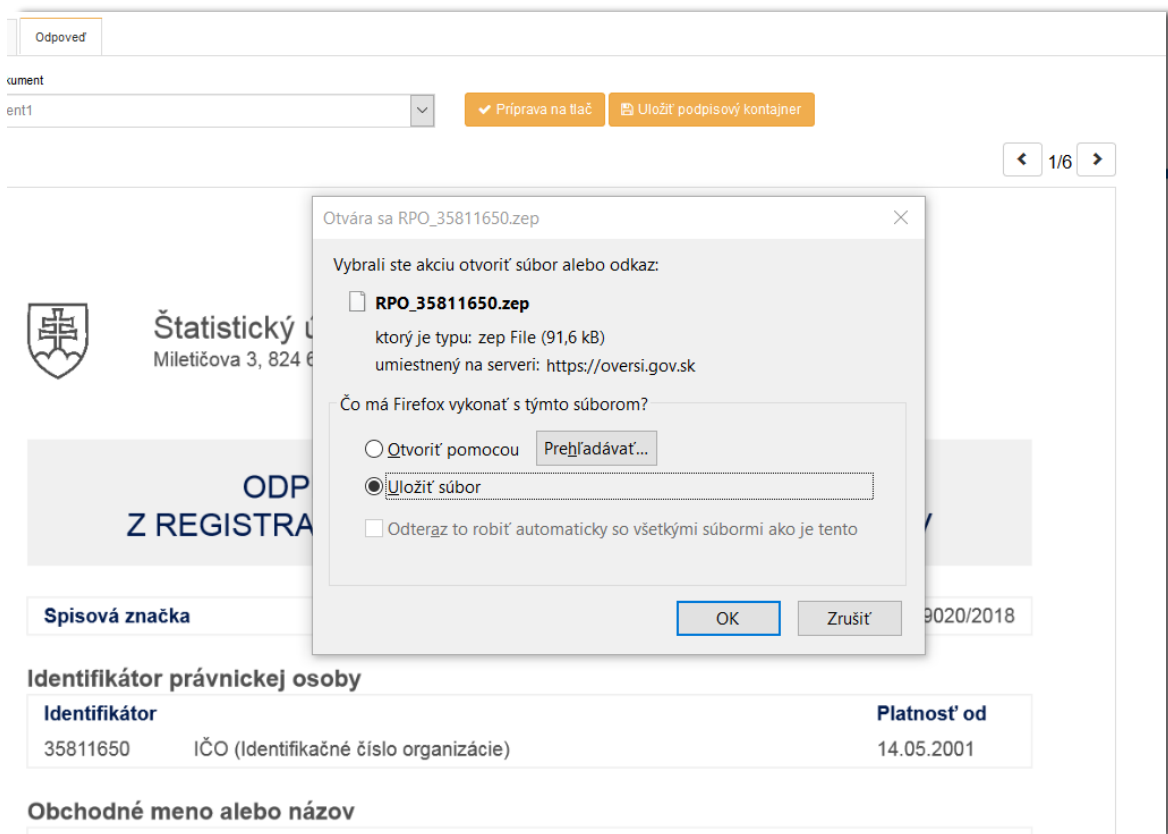 Odpoveď
kument
ent1
Príprava na tlač
Uložiť podpisový kontajner
1/6
Otvára sa RPO_35811650.zep
Vybrali ste akciu otvoriť súbor alebo odkaz:
RPO_35811650.zep
ktorý je typu: zep File (91,6 kB)
umiestnený na serveri: https://oversi.gov.sk
Štatistický ú
Miletičova 3, 824 6
Čo má Firefox vykonať s týmto súborom?
Otvoriť pomocou Prehľadávať...
Uložiť súbor
Odteraz to robiť automaticky so všetkými súbormi ako je tento
OK Zrušiť
ODP
Z REGISTRA V
Spisová značka 9020/2018
Identifikátor právnickej osoby
Identifikátor Platnosť od
35811650 IČO (Identifikačné číslo organizácie) 14.05.2001
Obchodné meno alebo názov